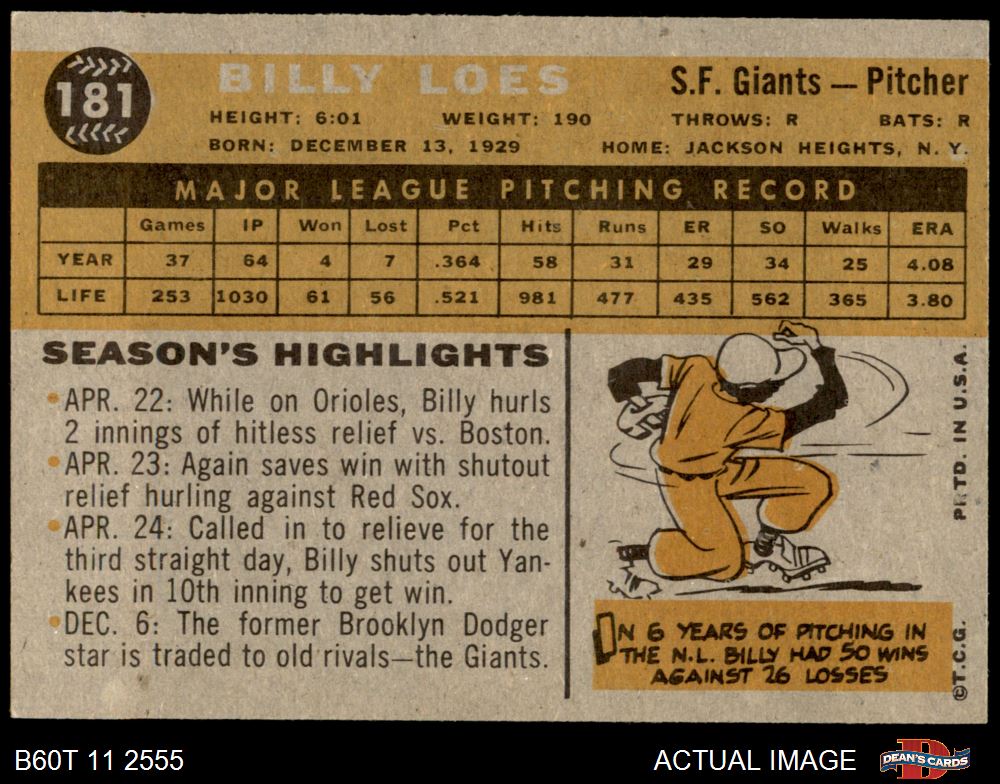 181
BILLY LOES
S.F. Giants — Pitcher
HEIGHT: 6:01 WEIGHT: 190 THROWS: R BATS: R
BORN: DECEMBER 13, 1929 HOME: JACKSON HEIGHTS, N. Y.
MAJOR LEAGUE PITCHING RECORD
Games IP Won Lost Pct Hits Runs ER SO Walks ERA
YEAR 37 64 4 7 .364 58 31 29 34 25 4.08
LIFE 253 1030 61 56 .521 981 477 435 562 365 3.80
SEASON'S HIGHLIGHTS
• APR. 22: While on Orioles, Billy hurls
2 innings of hitless relief vs. Boston.
• APR. 23: Again saves win with shutout
relief hurling against Red Sox.
• APR. 24: Called in to relieve for the
third straight day, Billy shuts out Yan-
kees in 10th inning to get win.
• DEC. 6: The former Brooklyn Dodger
star is traded to old rivals—the Giants.
IN 6 YEARS OF PITCHING IN
THE N.L. BILLY HAD 50 WINS
AGAINST 26 LOSSES
PRTD. IN U.S.A.
©T.C.G.
B60T 11 2555
ACTUAL IMAGE
D
DEAN'S CARDS